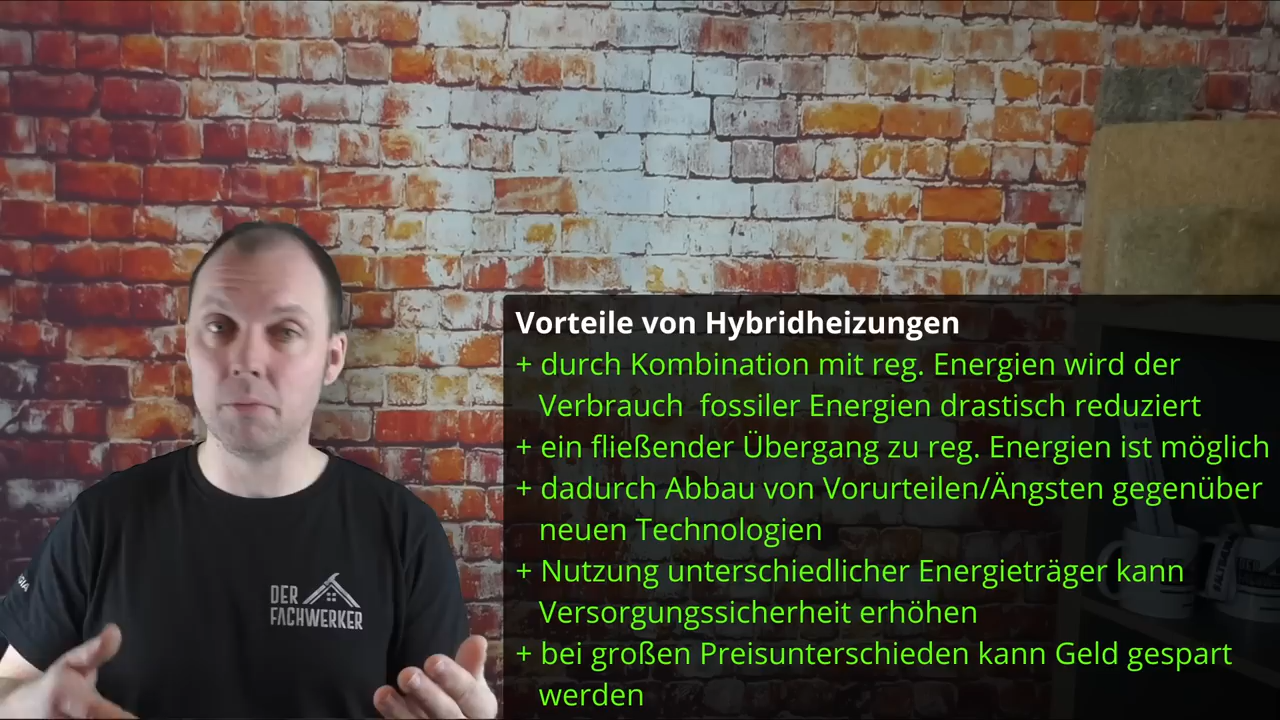 Vorteile von Hybridheizungen
+ durch Kombination mit reg. Energien wird der
Verbrauch fossiler Energien drastisch reduziert
+ ein fließender Übergang zu reg. Energien ist möglich
+ dadurch Abbau von Vorurteilen/Ängsten gegenüber
neuen Technologien
+ Nutzung unterschiedlicher Energieträger kann
Versorgungssicherheit erhöhen
+ bei großen Preisunterschieden kann Geld gespart
werden
DER
FACHWERKER